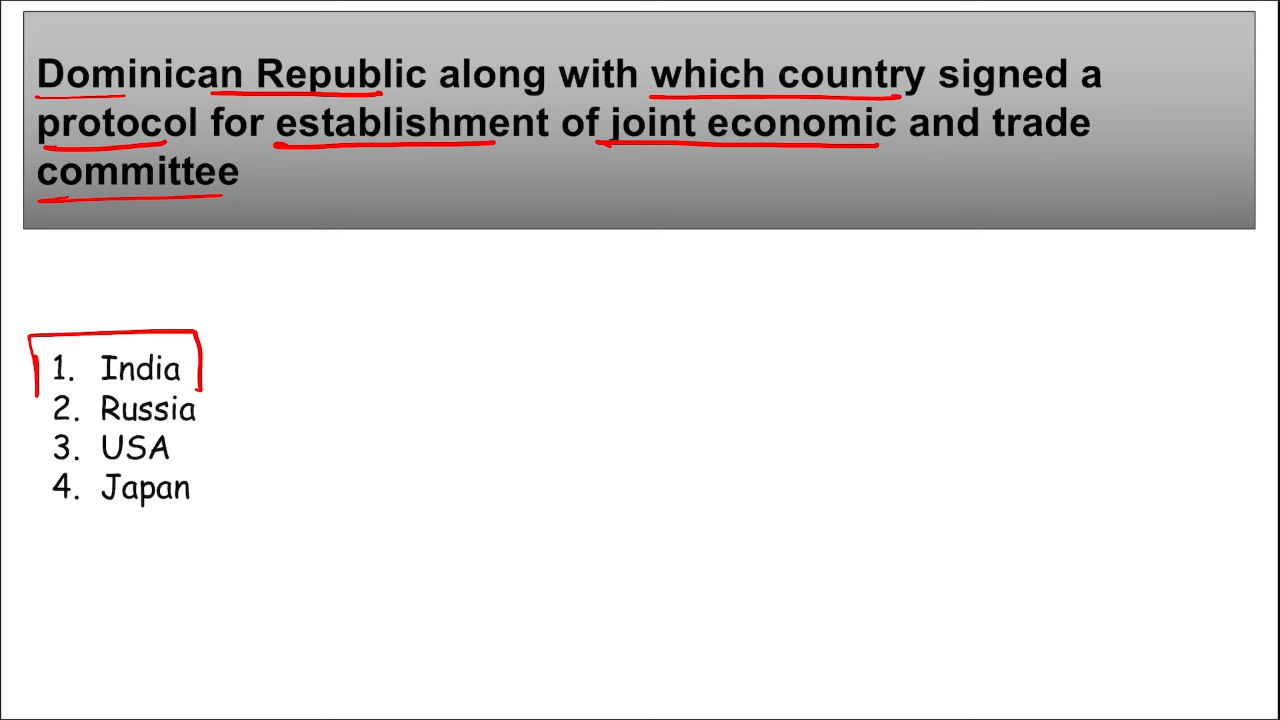 Dominican Republic along with which country signed a
protocol for establishment of joint economic and trade
committee
1. India
2. Russia
3. USA
4. Japan